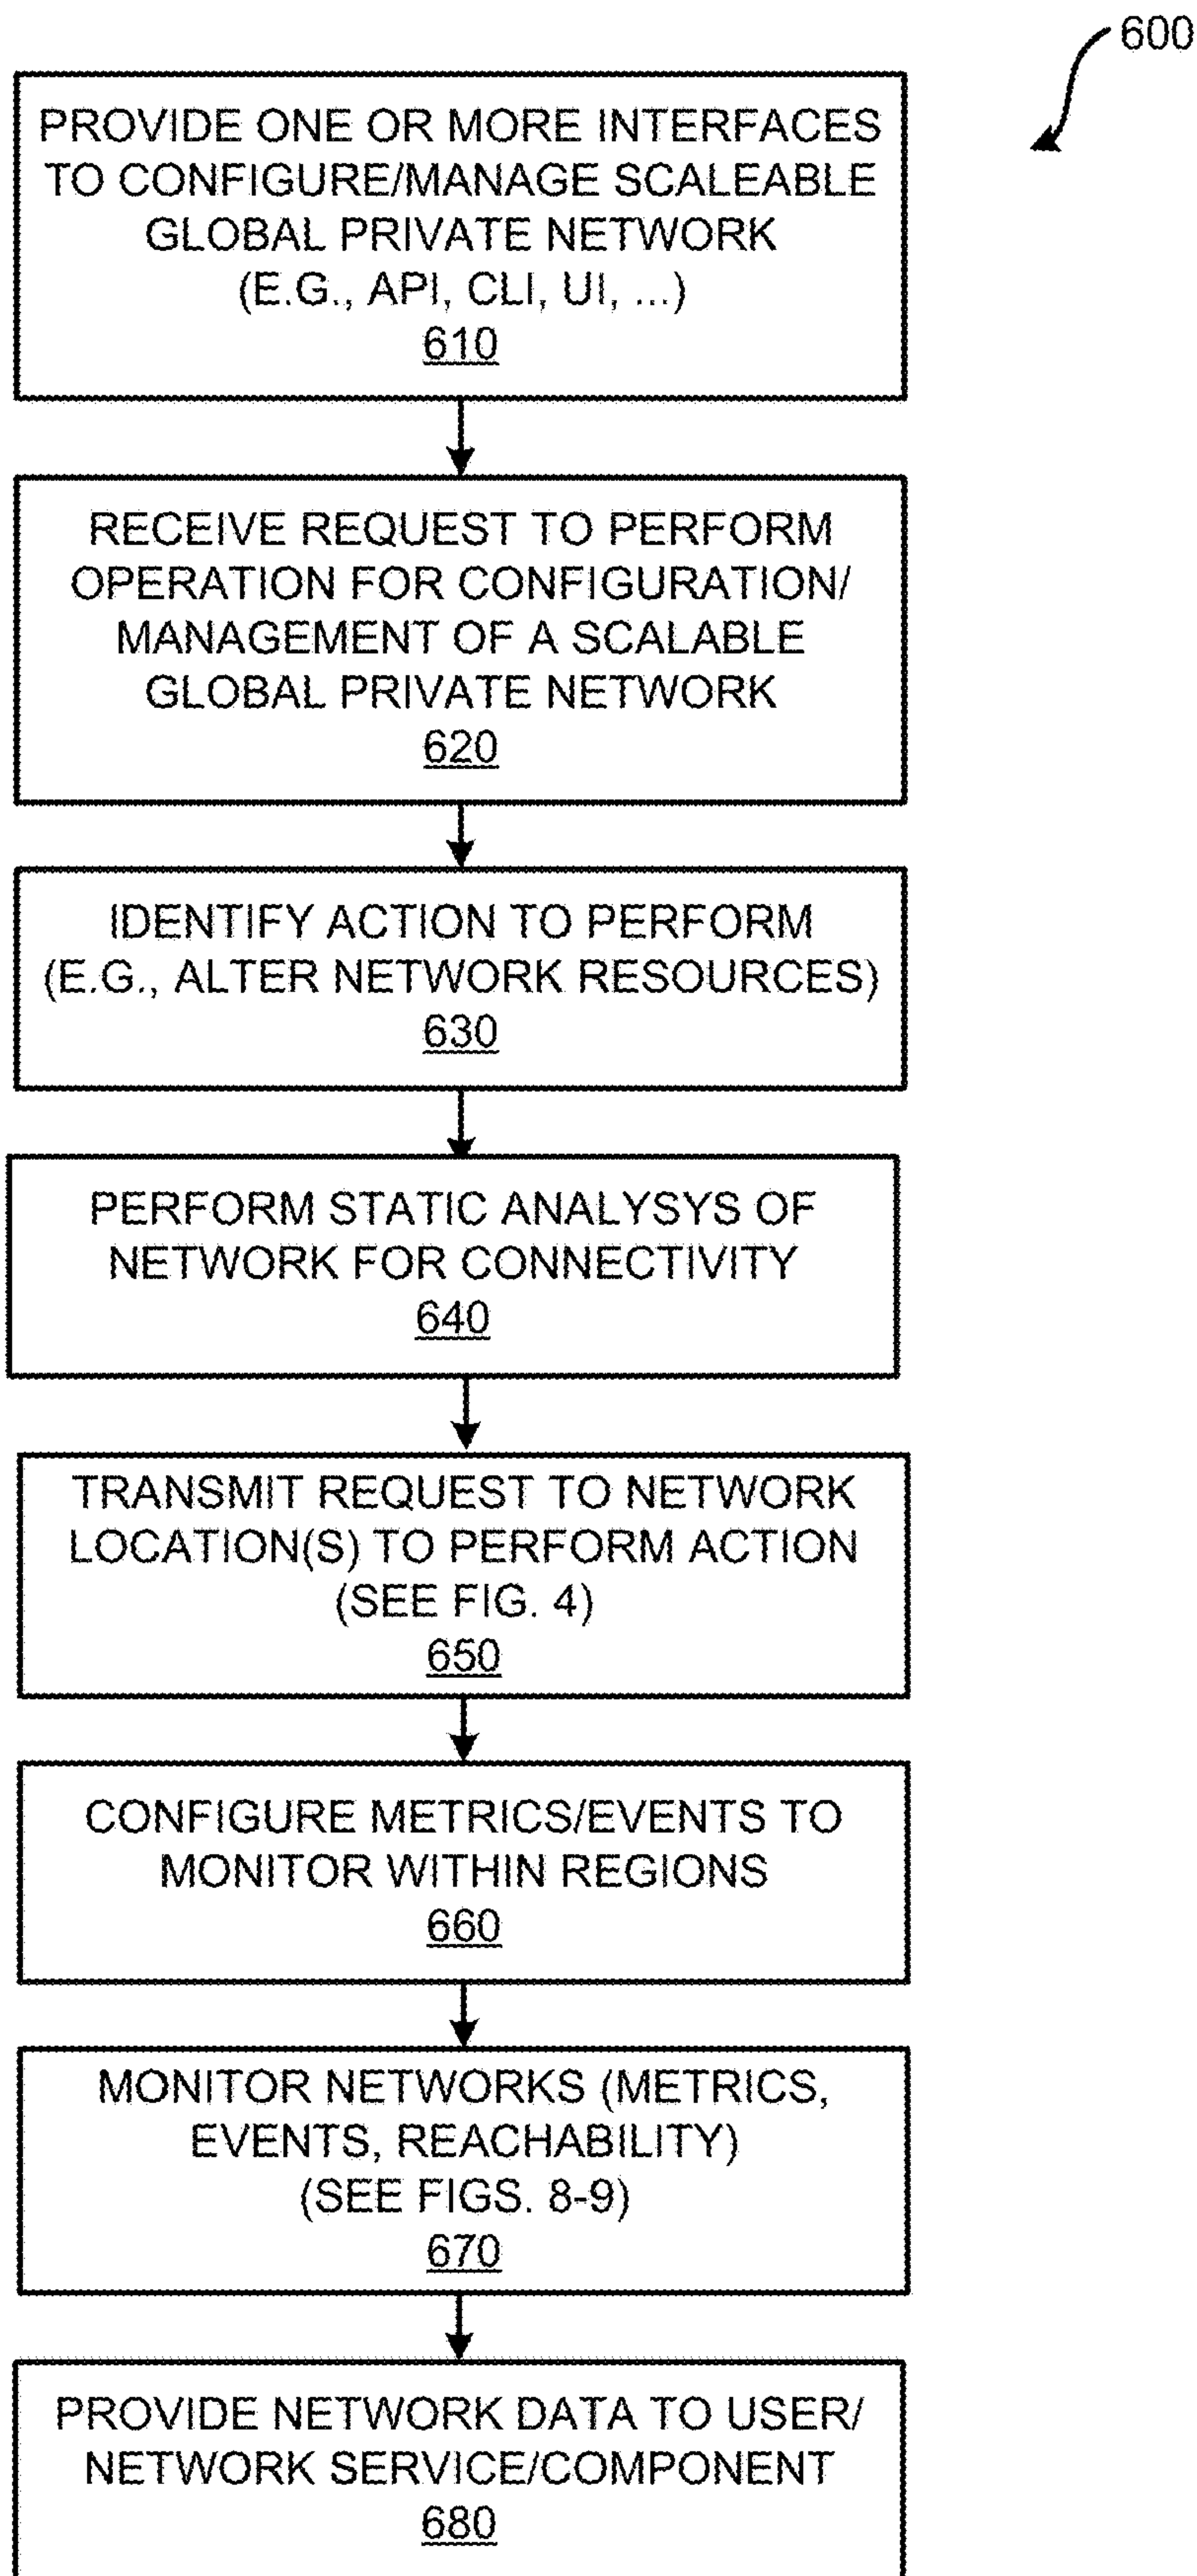 600
PROVIDE ONE OR MORE INTERFACES
TO CONFIGURE/MANAGE SCALEABLE
GLOBAL PRIVATE NETWORK
(E.G., API, CLI, UI, ...)
610
RECEIVE REQUEST TO PERFORM
OPERATION FOR CONFIGURATION/
MANAGEMENT OF A SCALABLE
GLOBAL PRIVATE NETWORK
620
IDENTIFY ACTION TO PERFORM
(E.G., ALTER NETWORK RESOURCES)
630
PERFORM STATIC ANALYSYS OF
NETWORK FOR CONNECTIVITY
640
TRANSMIT REQUEST TO NETWORK
LOCATION(S) TO PERFORM ACTION
(SEE FIG. 4)
650
CONFIGURE METRICS/EVENTS TO
MONITOR WITHIN REGIONS
660
MONITOR NETWORKS (METRICS,
EVENTS, REACHABILITY)
(SEE FIGS. 8-9)
670
PROVIDE NETWORK DATA TO USER/
NETWORK SERVICE/COMPONENT
680